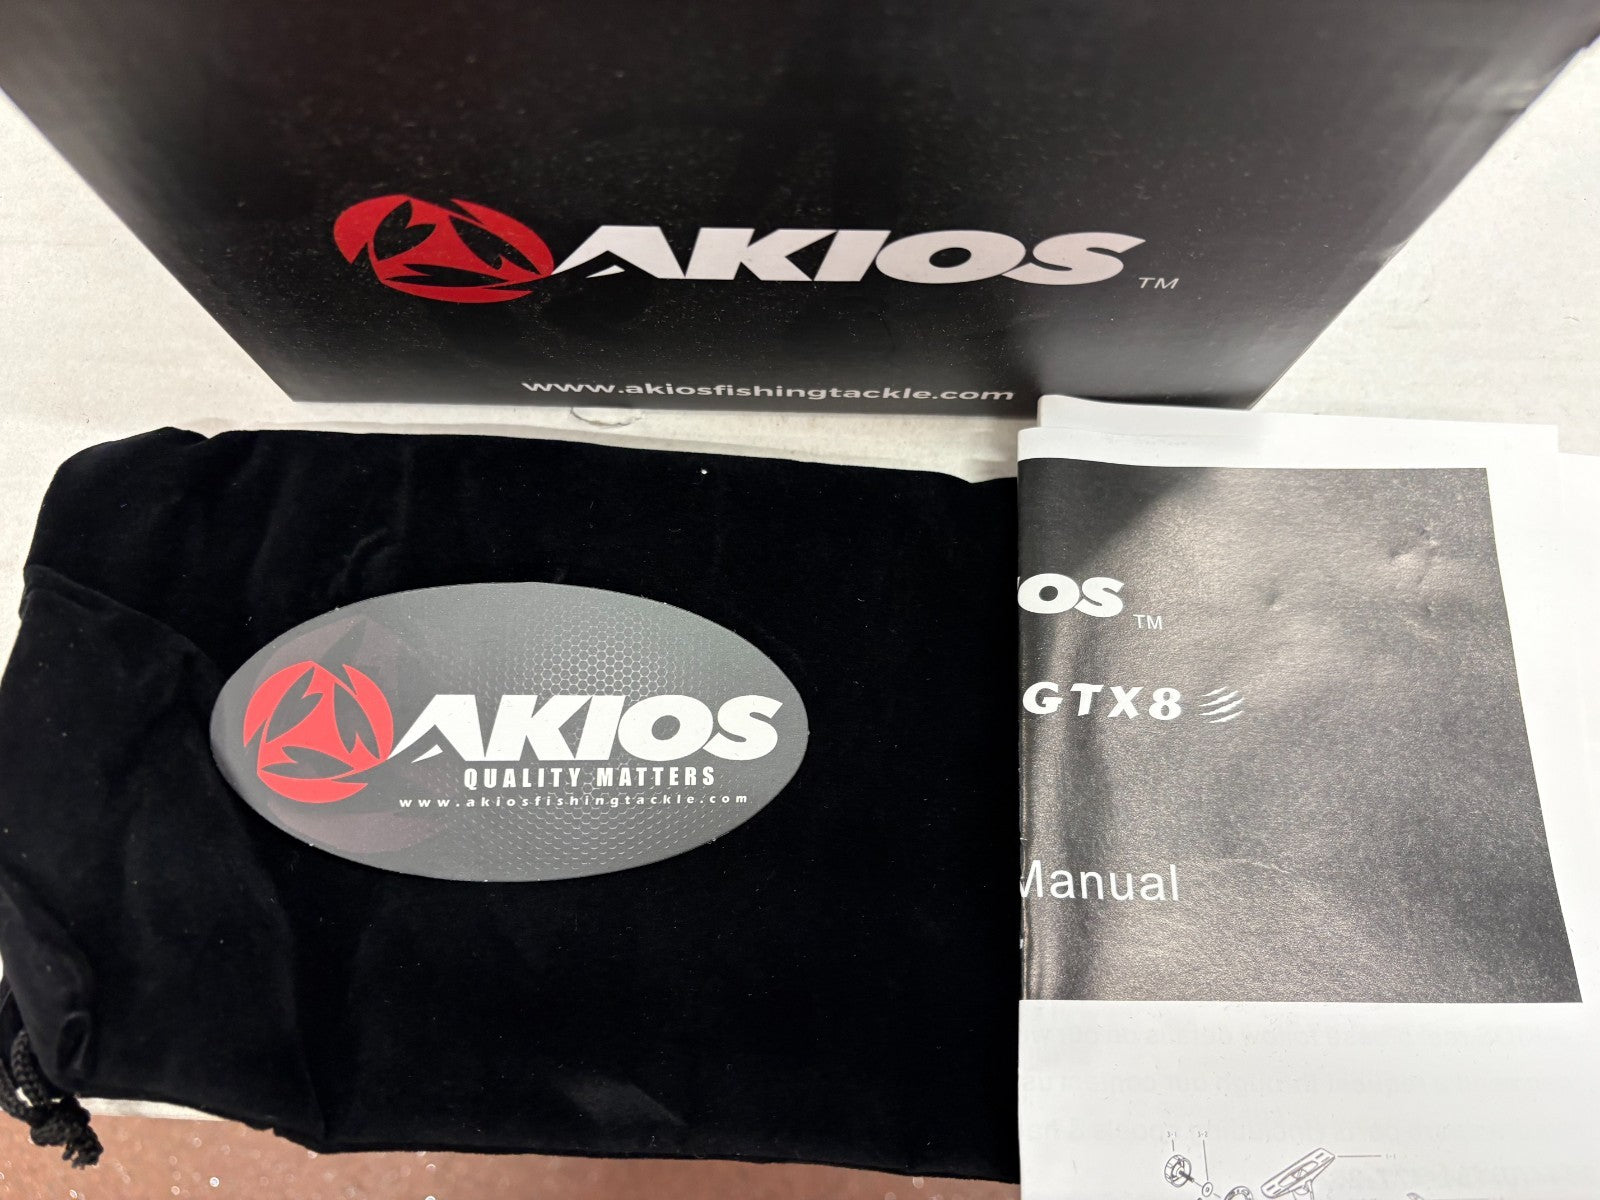 AKIOS TM
www.akiosfishingtackle.com
AKIOS
QUALITY MATTERS
www.akiosfishingtackle.com
IOS TM
GTX8
Manual